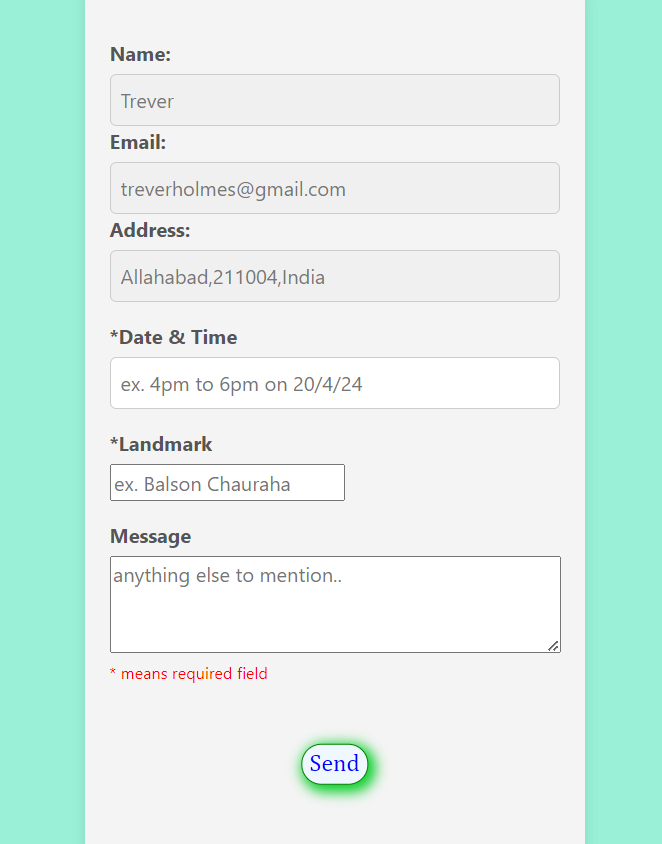 Name:
Trever
Email:
treverholmes@gmail.com
Address:
Allahabad,211004,India
*Date & Time
ex. 4pm to 6pm on 20/4/24
*Landmark
ex. Balson Chauraha
Message
anything else to mention..
* means required field
Send